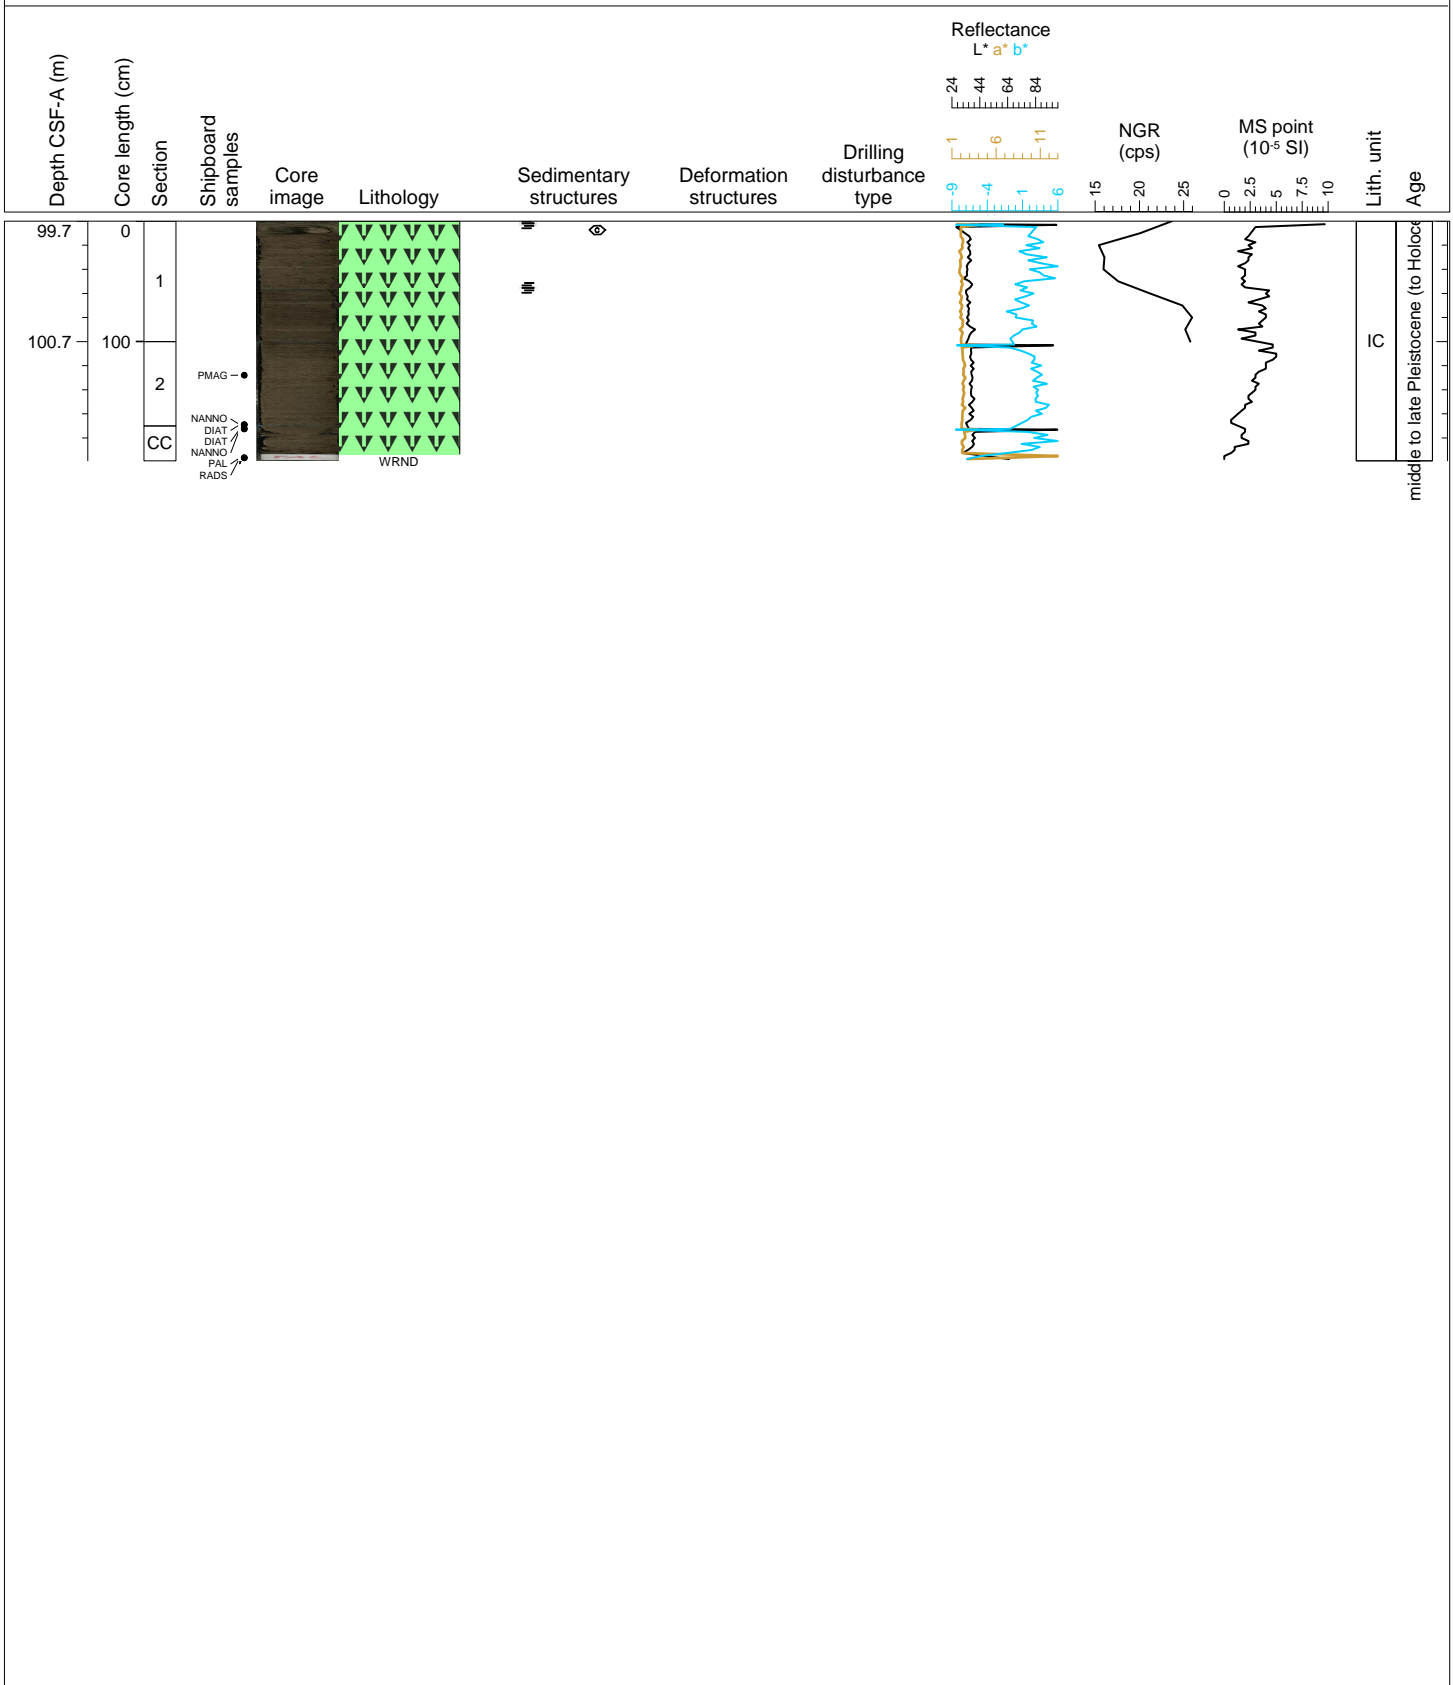 Depth CSF-A (m)
Core length (cm)
Section
Shipboard
samples
Core
image
Lithology
Sedimentary
structures
Deformation
structures
Drilling
disturbance
type
Reflectance
L* a* b*
24 44 64 84
1 6 11
-9 -4 1 6
NGR
(cps)
15 20 25
MS point
(10-5 SI)
0 2.5 5 7.5 10
Lith. unit
Age
99.7 0
1
100.7 100
2
CC
PMAG
NANNO
DIAT
DIAT
NANNO
PAL
RADS
WRND
IC
middle to late Pleistocene (to Holoce